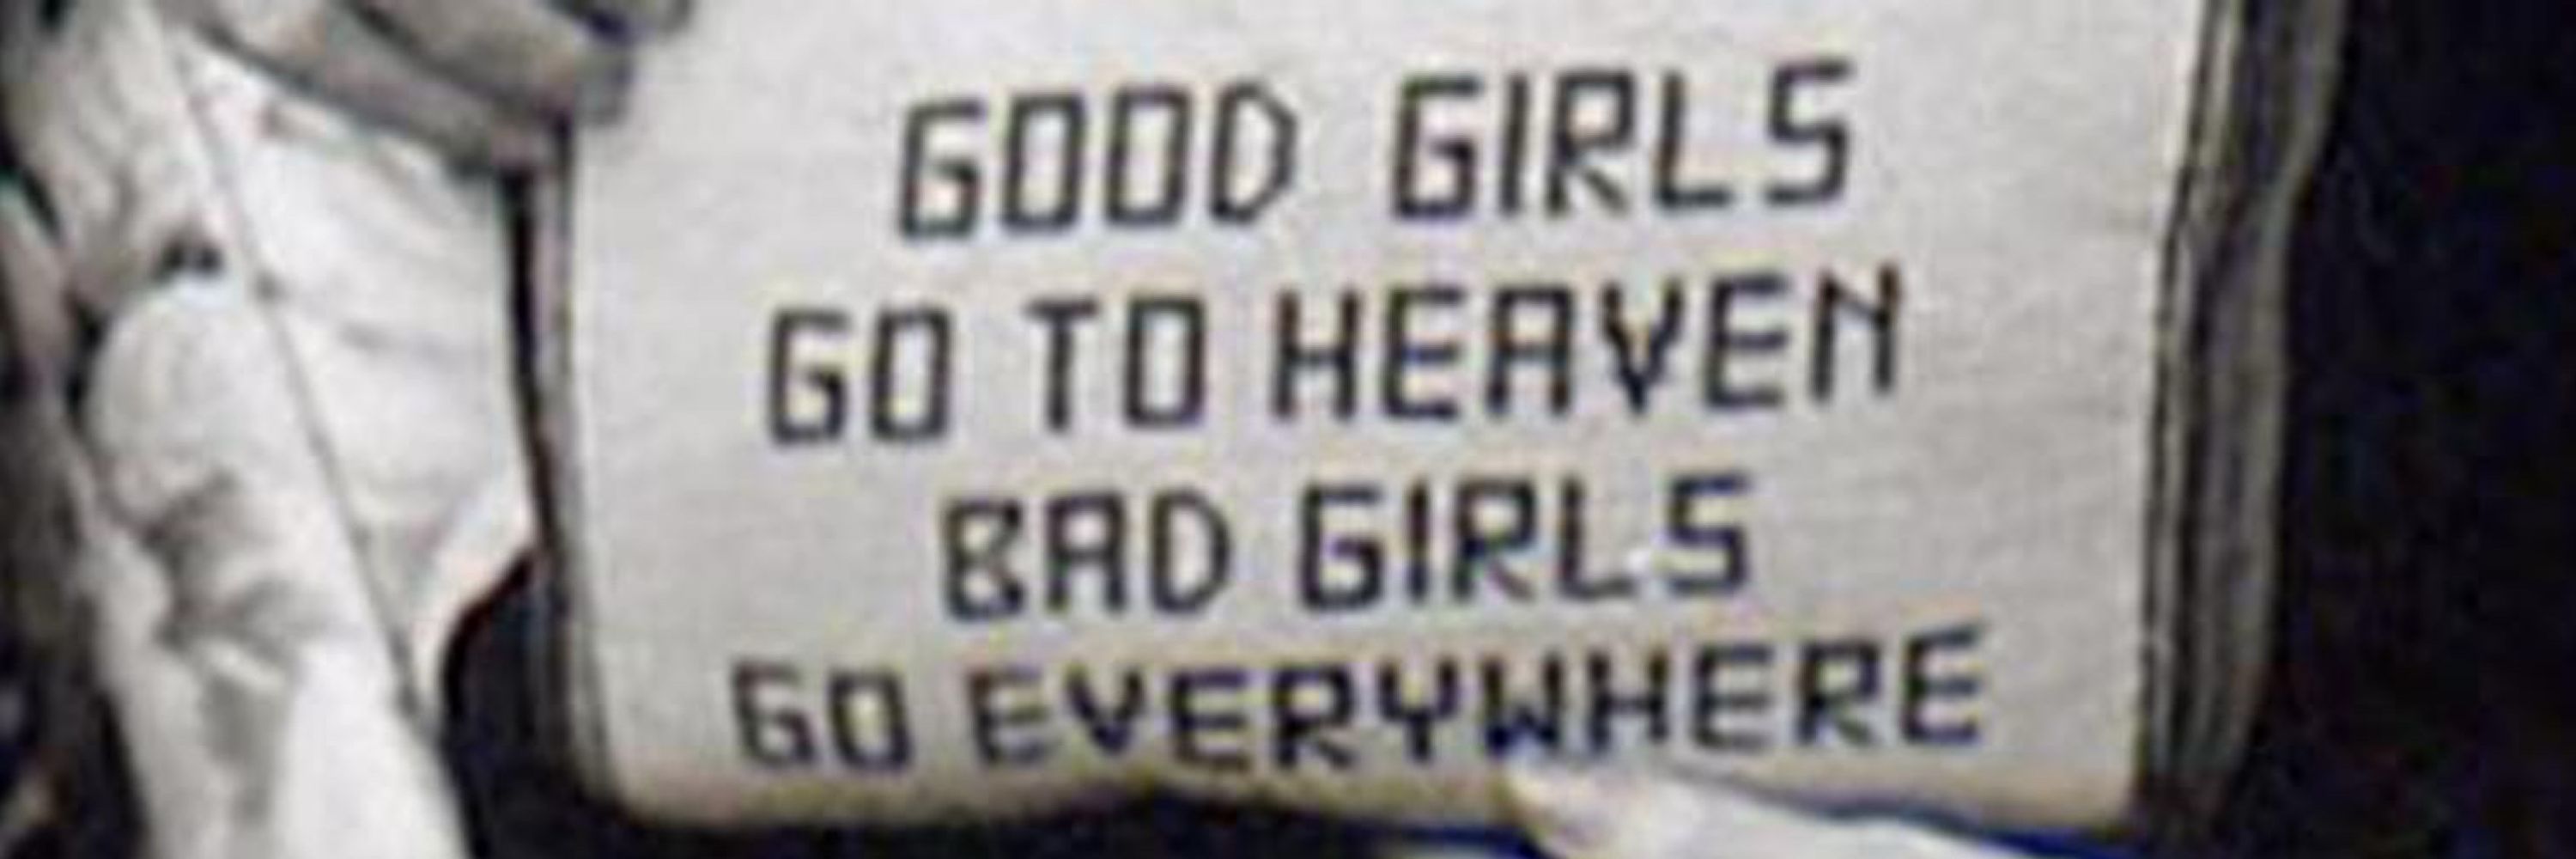 GOOD GIRLS
GO TO HEAVEN
BAD GIRLS
GO EVERYWHERE